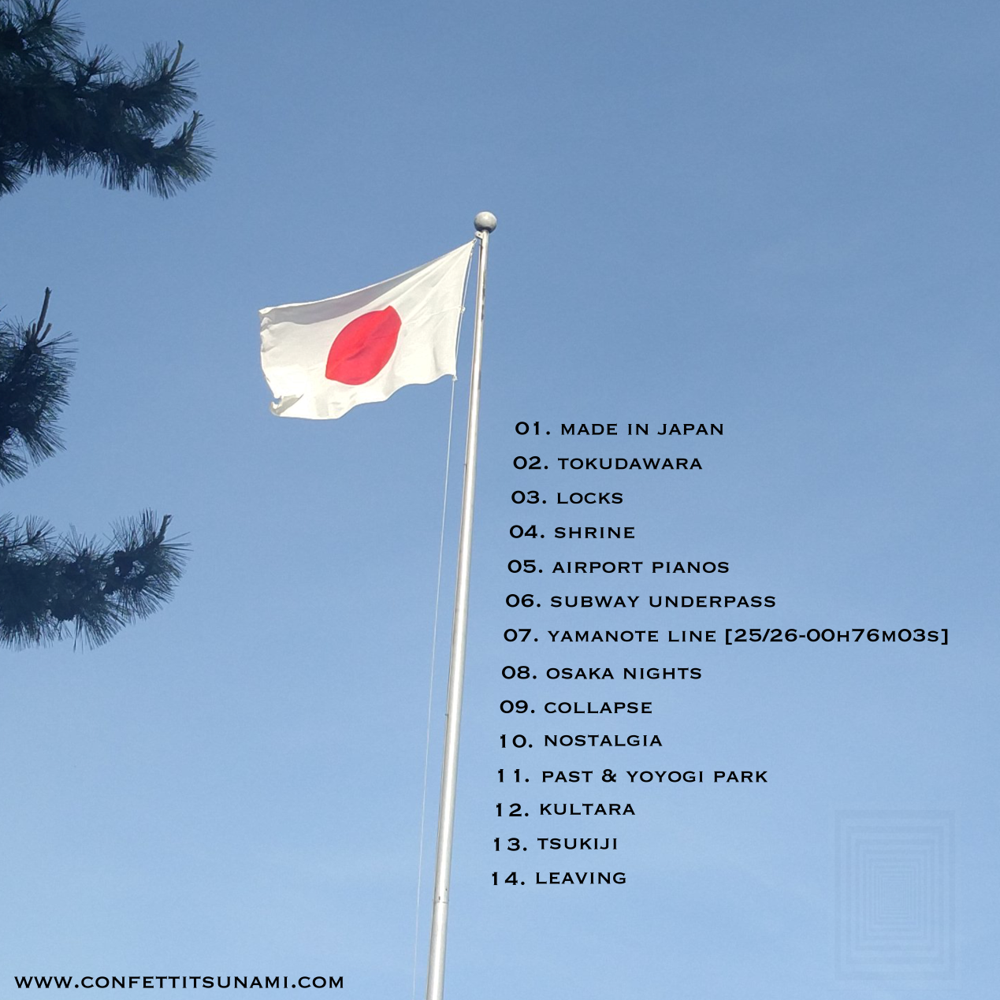 01. MADE IN JAPAN
02. TOKUDAWARA
03. LOCKS
04. SHRINE
05. AIRPORT PIANOS
06. SUBWAY UNDERPASS
07. YAMANOTE LINE [25/26-00H76M03S]
08. OSAKA NIGHTS
09. COLLAPSE
10. NOSTALGIA
11. PAST & YOYOGI PARK
12. KULTARA
13. TSUKIJI
14. LEAVING
WWW.CONFETTITSUNAMI.COM